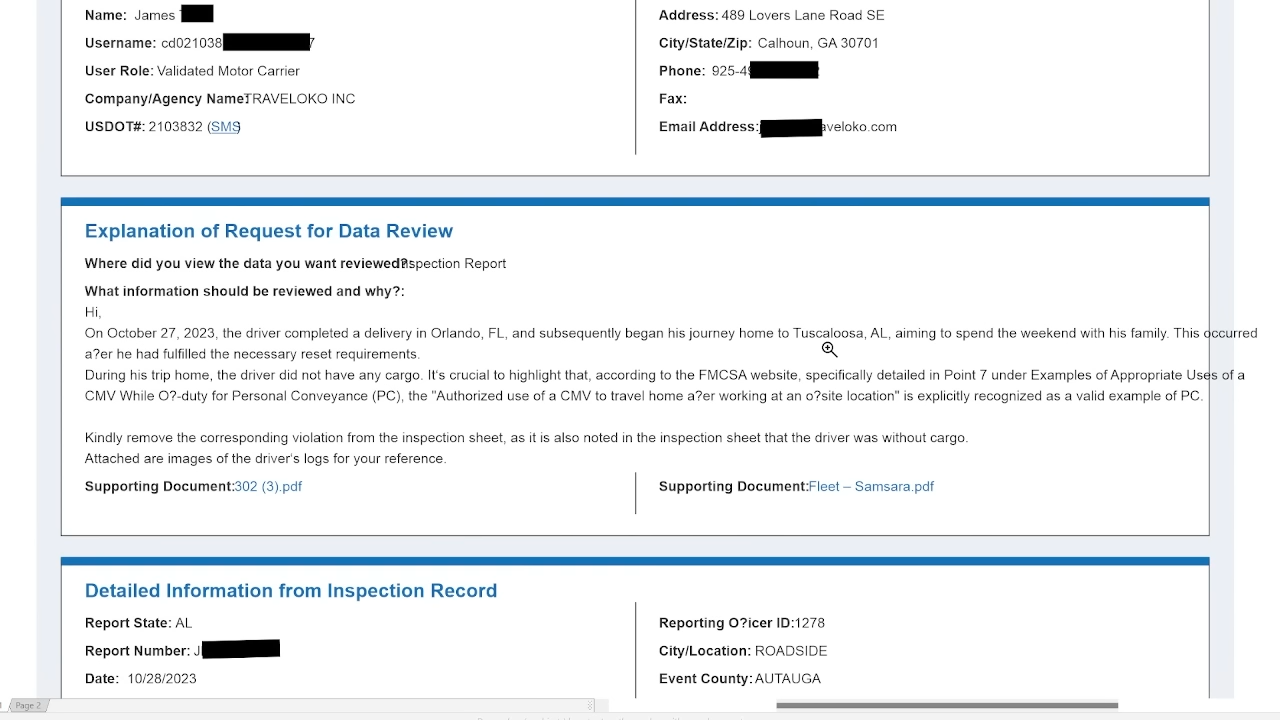 Name: James
Username: cd021038 7
User Role: Validated Motor Carrier
Company/Agency Name: TRAVELOKO INC
USDOT#: 2103832 (SMS)
Address: 489 Lovers Lane Road SE
City/State/Zip: Calhoun, GA 30701
Phone: 925-4
Fax:
Email Address: aveloko.com
Explanation of Request for Data Review
Where did you view the data you want reviewed?: Inspection Report
What information should be reviewed and why?:
Hi,
On October 27, 2023, the driver completed a delivery in Orlando, FL, and subsequently began his journey home to Tuscaloosa, AL, aiming to spend the weekend with his family. This occurred
a?er he had fulfilled the necessary reset requirements.
During his trip home, the driver did not have any cargo. It's crucial to highlight that, according to the FMCSA website, specifically detailed in Point 7 under Examples of Appropriate Uses of a
CMV While O?-duty for Personal Conveyance (PC), the "Authorized use of a CMV to travel home a?er working at an o?site location" is explicitly recognized as a valid example of PC.
Kindly remove the corresponding violation from the inspection sheet, as it is also noted in the inspection sheet that the driver was without cargo.
Attached are images of the driver's logs for your reference.
Supporting Document: 302 (3).pdf
Supporting Document: Fleet – Samsara.pdf
Detailed Information from Inspection Record
Report State: AL
Report Number: J
Date: 10/28/2023
Reporting O?icer ID: 1278
City/Location: ROADSIDE
Event County: AUTAUGA
Page 2